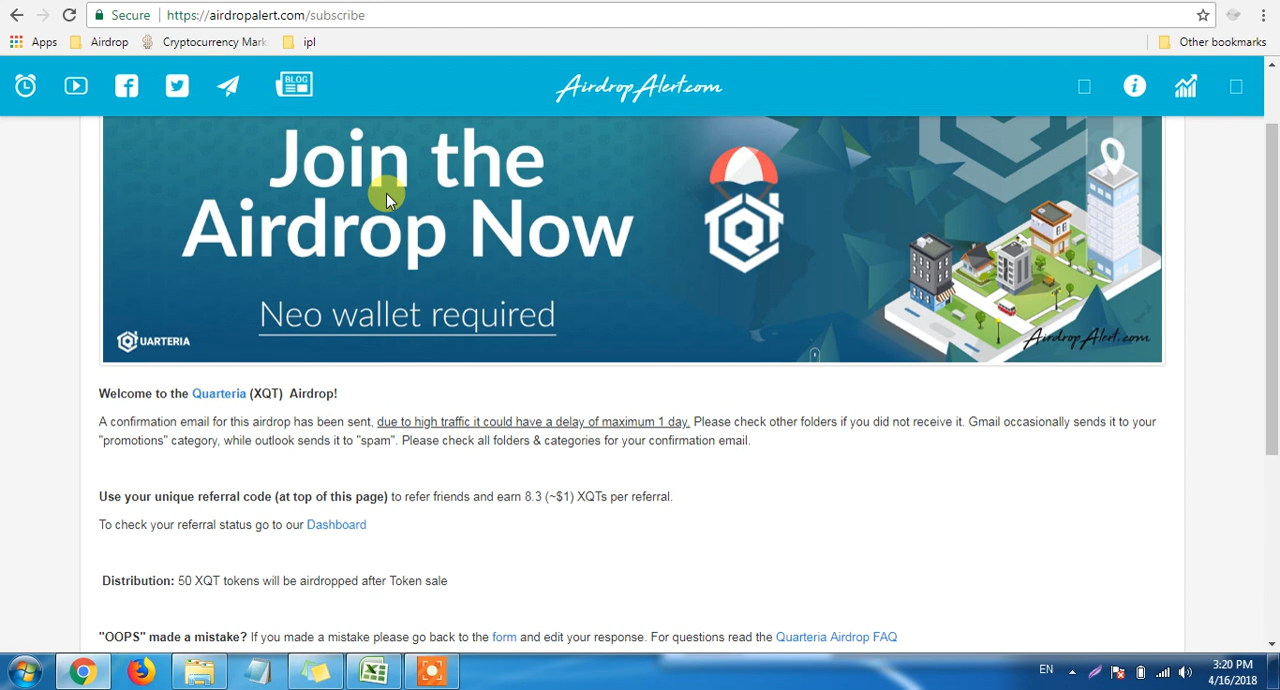 Secure https://airdropalert.com/subscribe
Apps Airdrop Cryptocurrency Mark ipl Other bookmarks
BLOG AirdropAlert.com
Join the
Airdrop Now
Neo wallet required
QUARTERIA
AirdropAlert.com
Welcome to the Quarteria (XQT) Airdrop!
A confirmation email for this airdrop has been sent, due to high traffic it could have a delay of maximum 1 day. Please check other folders if you did not receive it. Gmail occasionally sends it to your
"promotions" category, while outlook sends it to "spam". Please check all folders & categories for your confirmation email.
Use your unique referral code (at top of this page) to refer friends and earn 8.3 (~$1) XQTs per referral.
To check your referral status go to our Dashboard
Distribution: 50 XQT tokens will be airdropped after Token sale
"OOPS" made a mistake? If you made a mistake please go back to the form and edit your response. For questions read the Quarteria Airdrop FAQ
EN 3:20 PM
4/16/2018